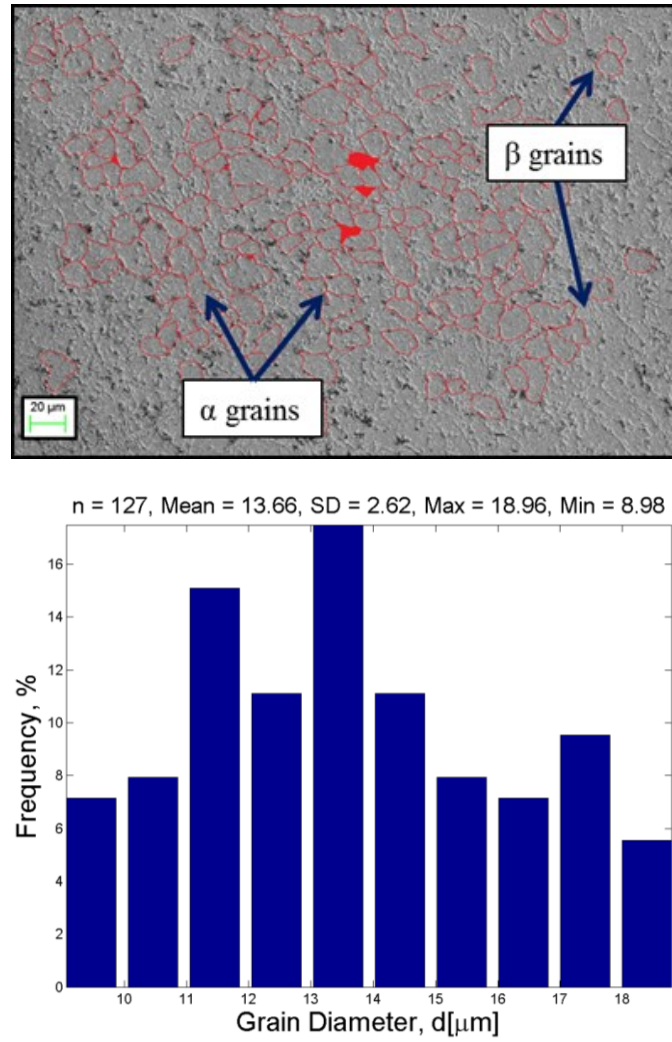 β grains
α grains
20 µm
n = 127, Mean = 13.66, SD = 2.62, Max = 18.96, Min = 8.98
Frequency, %
16
14
12
10
8
6
4
2
0
10 11 12 13 14 15 16 17 18
Grain Diameter, d[µm]